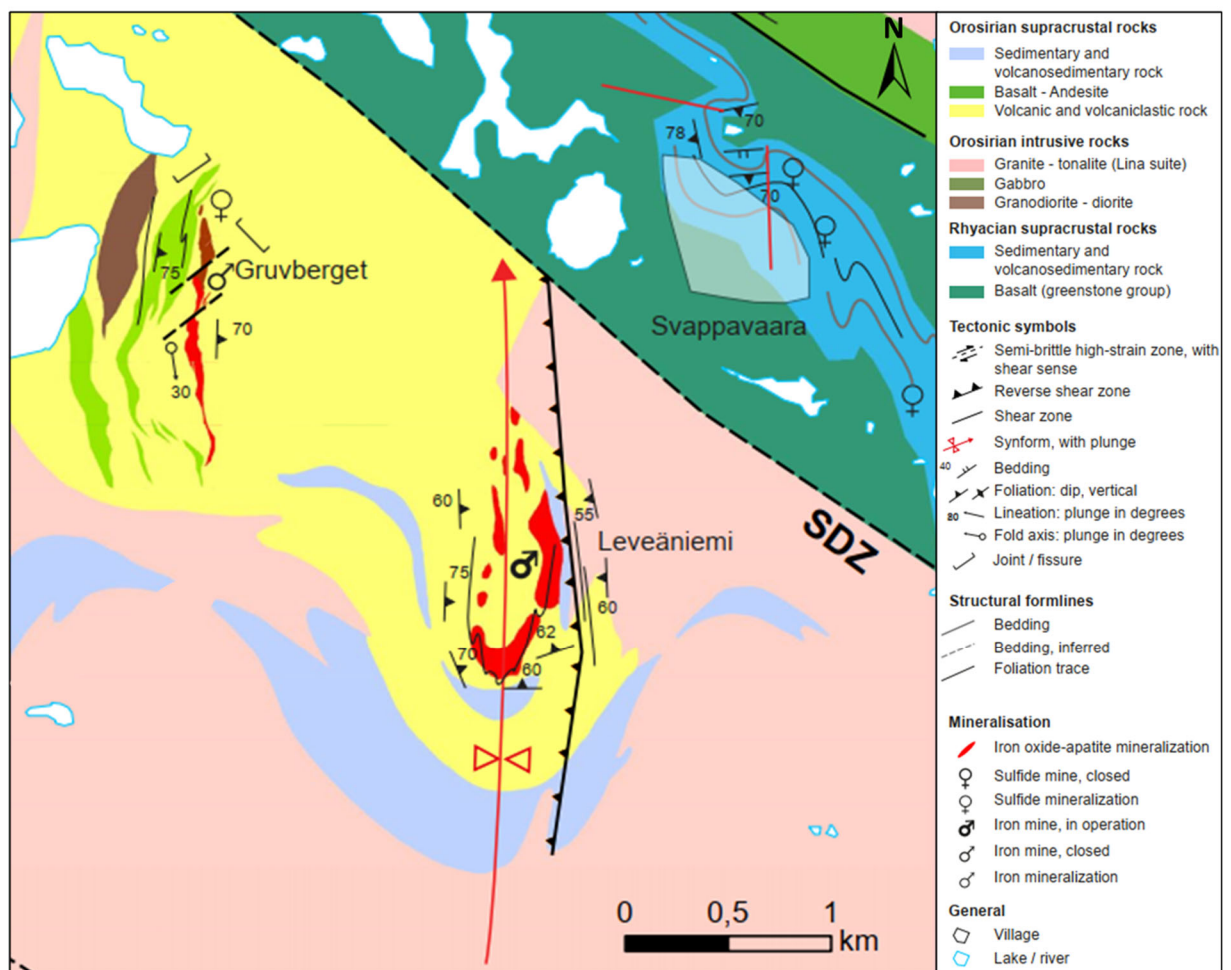 N
70
78
70
75
Gruvberget
70
30
Svappavaara
SDZ
60
55
Leveäniemi
75
60
62
70
60
0 0,5 1
km
Orosirian supracrustal rocks
Sedimentary and
volcanosedimentary rock
Basalt - Andesite
Volcanic and volcaniclastic rock
Orosirian intrusive rocks
Granite - tonalite (Lina suite)
Gabbro
Granodiorite - diorite
Rhyacian supracrustal rocks
Sedimentary and
volcanosedimentary rock
Basalt (greenstone group)
Tectonic symbols
Semi-brittle high-strain zone, with
shear sense
Reverse shear zone
Shear zone
Synform, with plunge
40 Bedding
Foliation: dip, vertical
80 Lineation: plunge in degrees
Fold axis: plunge in degrees
Joint / fissure
Structural formlines
Bedding
Bedding, inferred
Foliation trace
Mineralisation
Iron oxide-apatite mineralization
Sulfide mine, closed
Sulfide mineralization
Iron mine, in operation
Iron mine, closed
Iron mineralization
General
Village
Lake / river